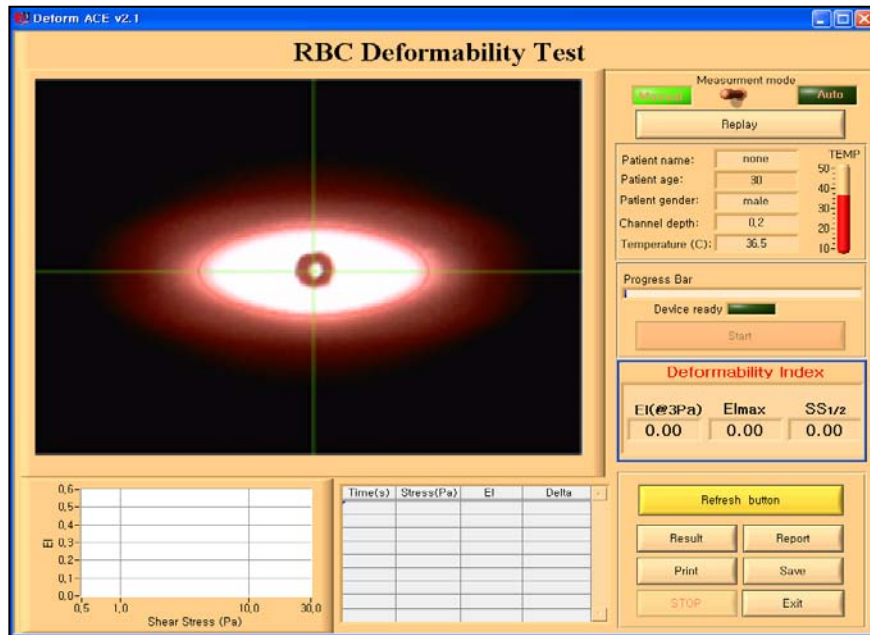 Deform ACE v2.1
RBC Deformability Test
Measurment mode
Auto
Replay
Patient name: none
Patient age: 30
Patient gender: male
Channel depth: 0,2
Temperature (C): 36,5
TEMP
50
40
30
20
10
Progress Bar
Device ready
Start
Deformability Index
EI(@3Pa) EImax SS1/2
0.00 0.00 0.00
0,6
0,5
0,4
0,3
0,2
0,1
0,0
EI
0,5 1,0 10,0 30,0
Shear Stress (Pa)
Time(s) Stress(Pa) EI Delta
Refresh button
Result Report
Print Save
STOP Exit